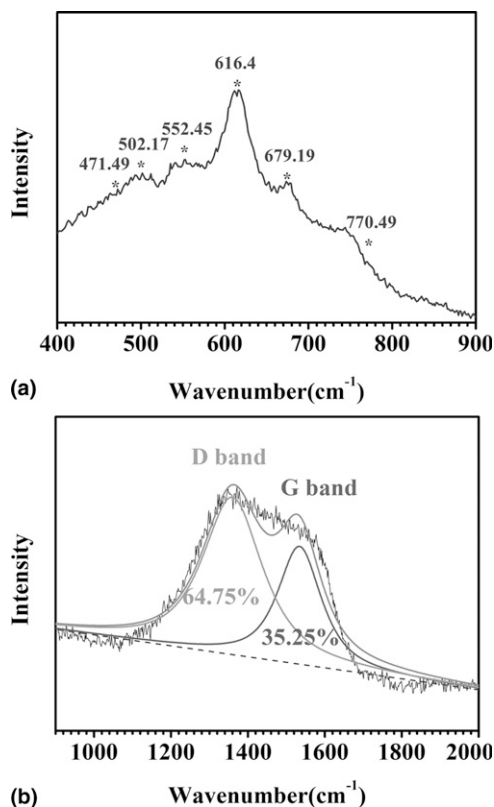 616.4
*
552.45
502.17
*
471.49
*
*
679.19
*
770.49
*
Intensity
400 500 600 700 800 900
Wavenumber(cm⁻¹)
(a)
D band
G band
64.75%
35.25%
Intensity
1000 1200 1400 1600 1800 2000
Wavenumber(cm⁻¹)
(b)